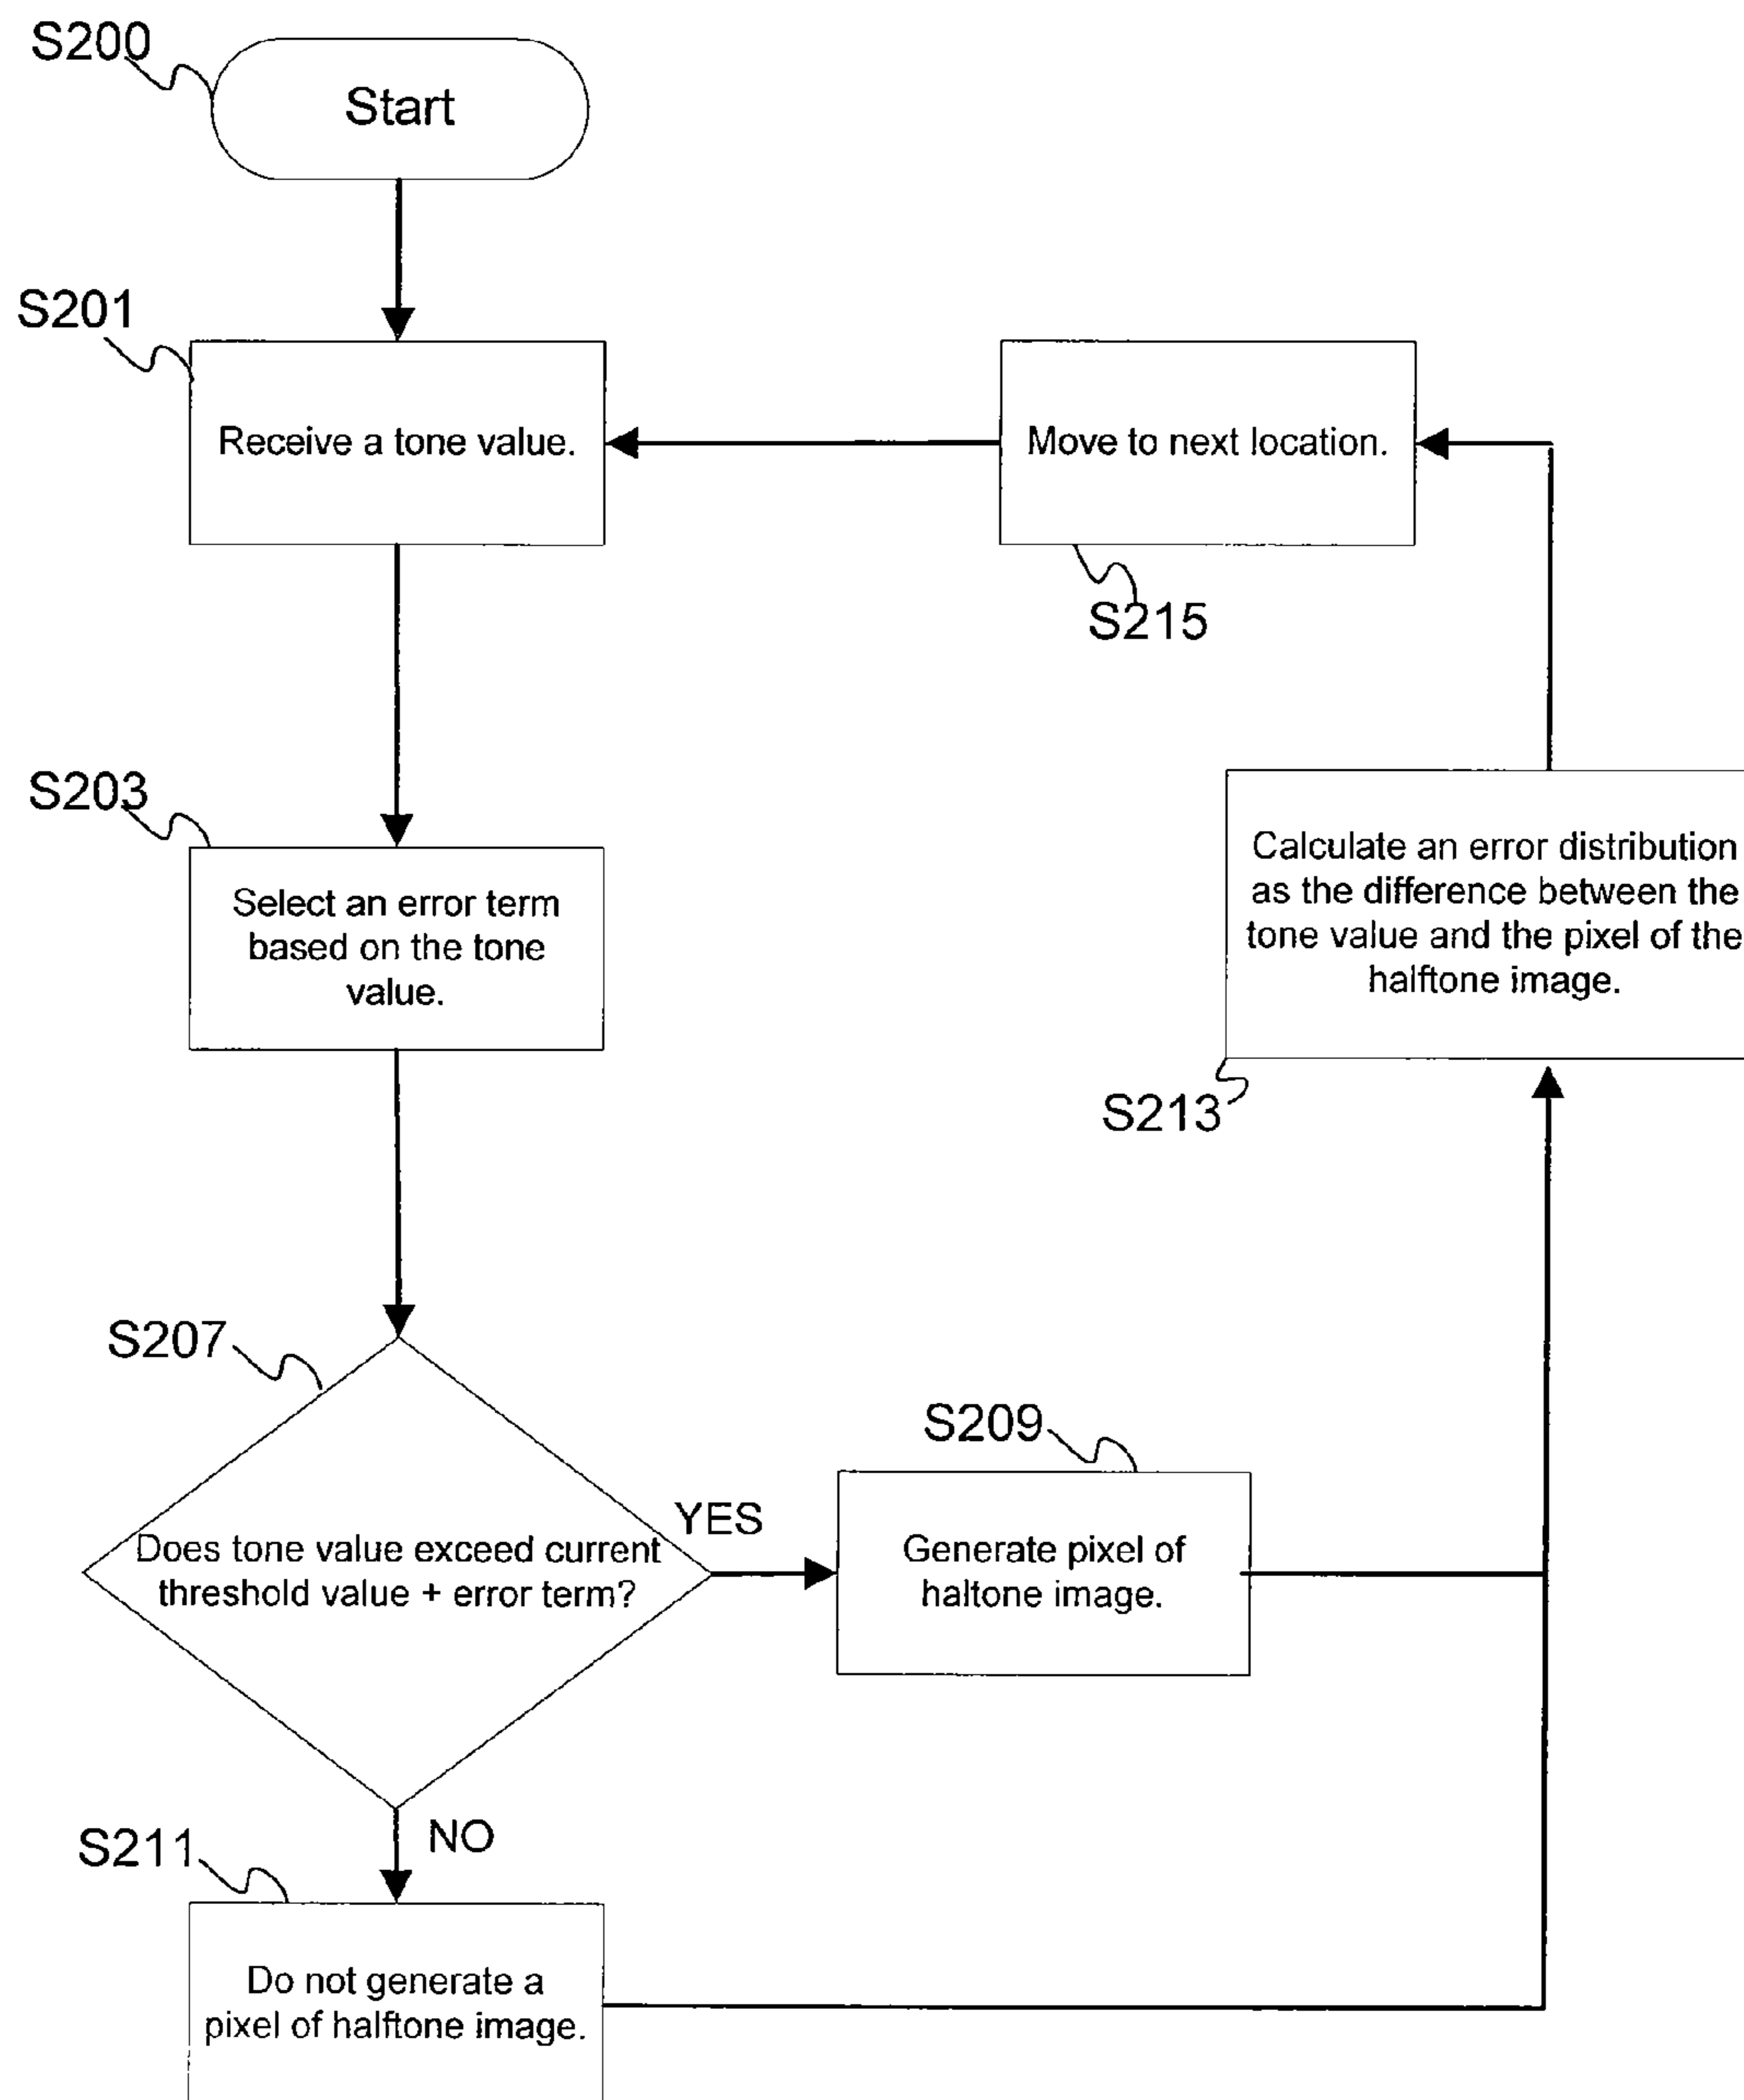 S200
Start
S201
Receive a tone value.
Move to next location.
S215
S203
Select an error term
based on the tone
value.
Calculate an error distribution
as the difference between the
tone value and the pixel of the
halftone image.
S213
S207
Does tone value exceed current
threshold value + error term?
YES
S209
Generate pixel of
haltone image.
NO
S211
Do not generate a
pixel of halftone image.